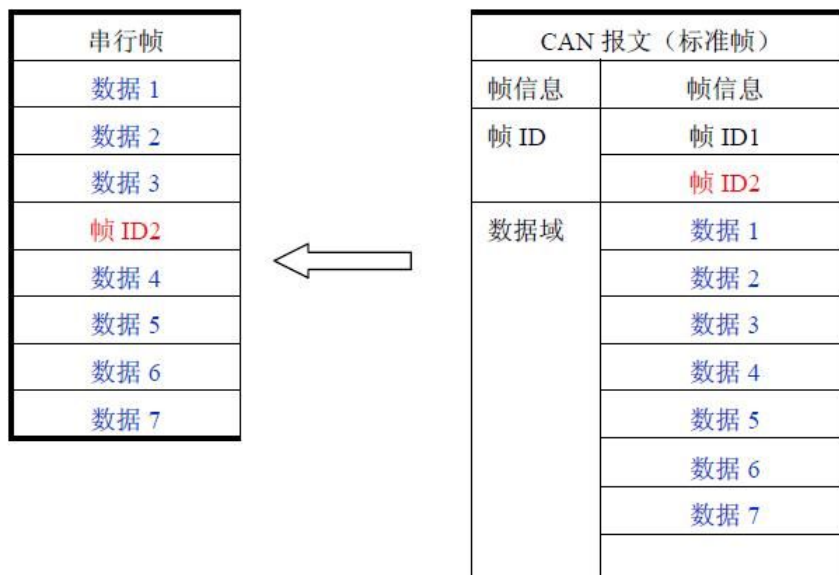 串行帧
数据 1
数据 2
数据 3
帧 ID2
数据 4
数据 5
数据 6
数据 7
CAN 报文（标准帧）
帧信息 帧信息
帧 ID 帧 ID1
帧 ID2
数据域 数据 1
数据 2
数据 3
数据 4
数据 5
数据 6
数据 7